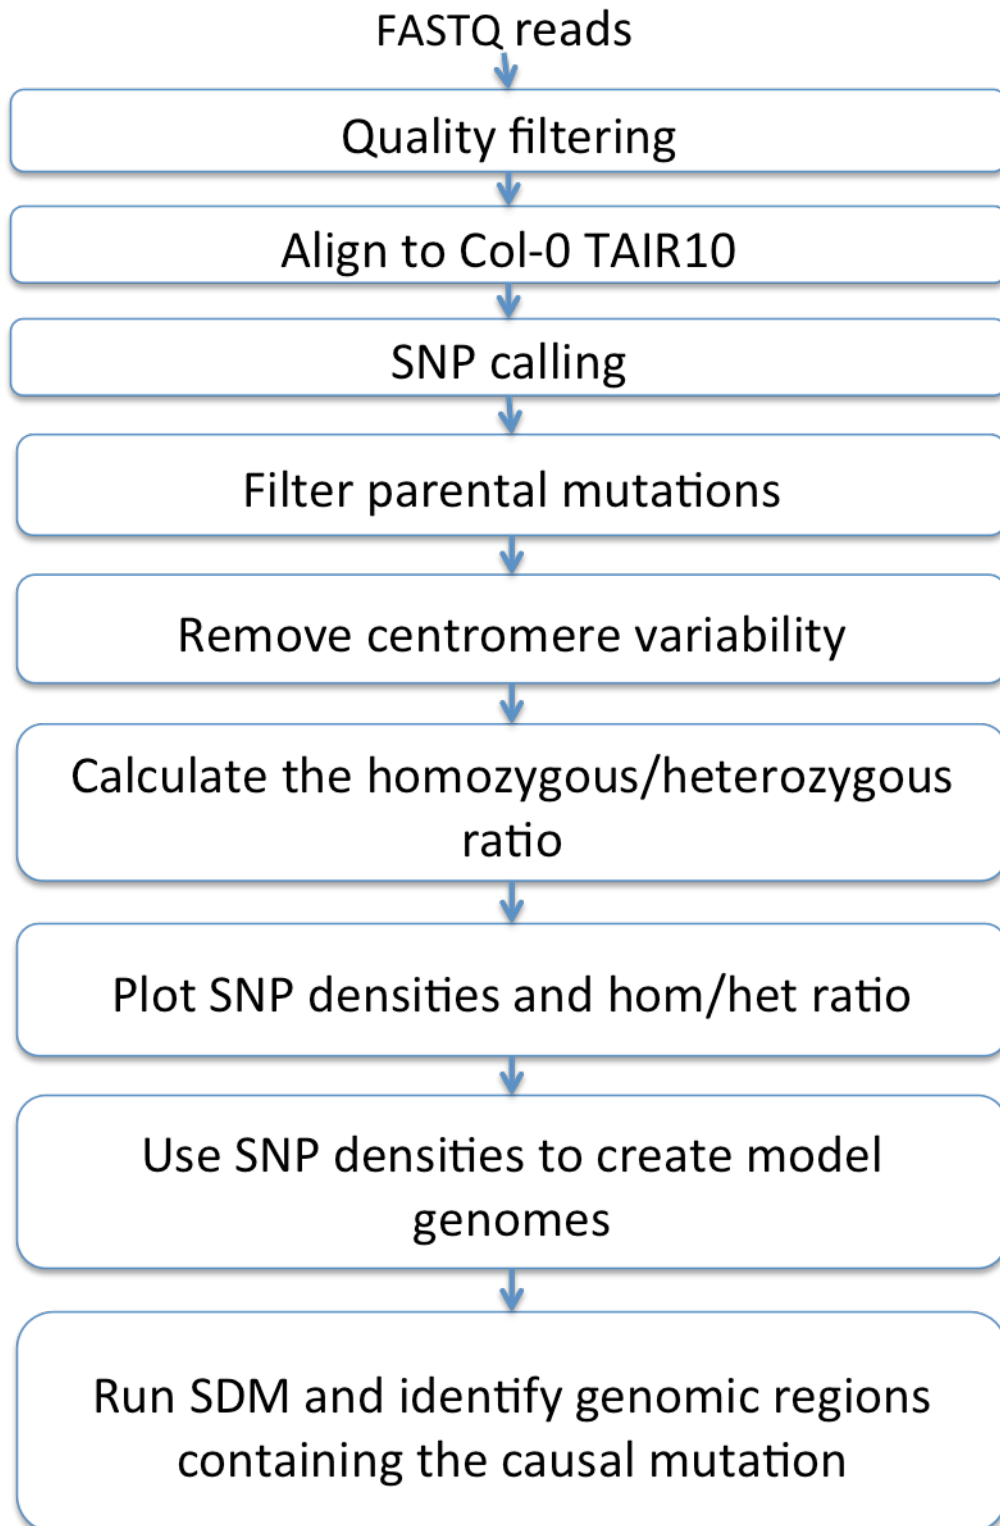 FASTQ reads
Quality filtering
Align to Col-0 TAIR10
SNP calling
Filter parental mutations
Remove centromere variability
Calculate the homozygous/heterozygous
ratio
Plot SNP densities and hom/het ratio
Use SNP densities to create model
genomes
Run SDM and identify genomic regions
containing the causal mutation